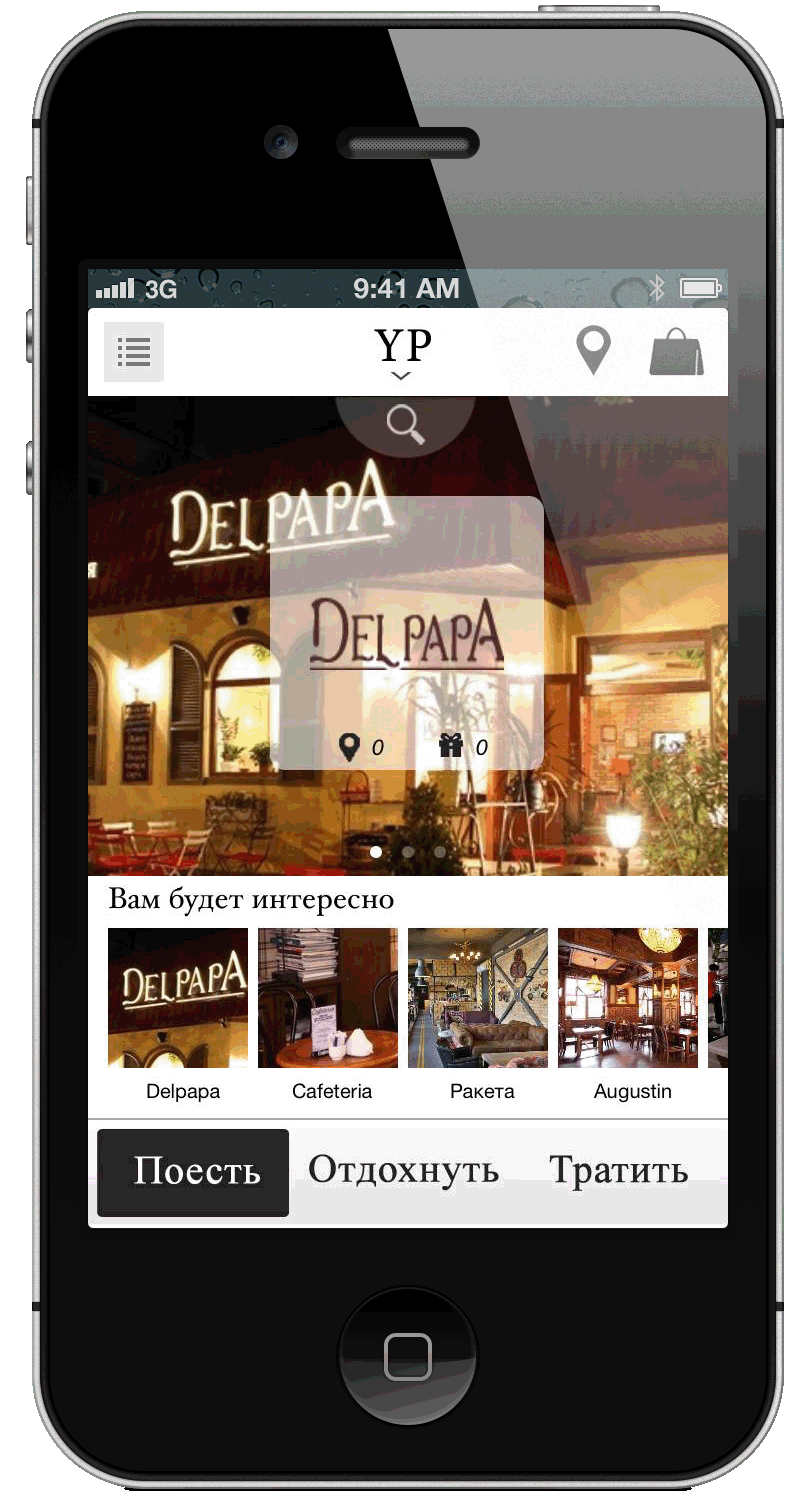 3G 9:41 AM
YP
DELPAPA
DELPAPA
0 0
Вам будет интересно
DELPAPA
Delpapa Cafeteria Ракета Augustin
Поесть Отдохнуть Тратить